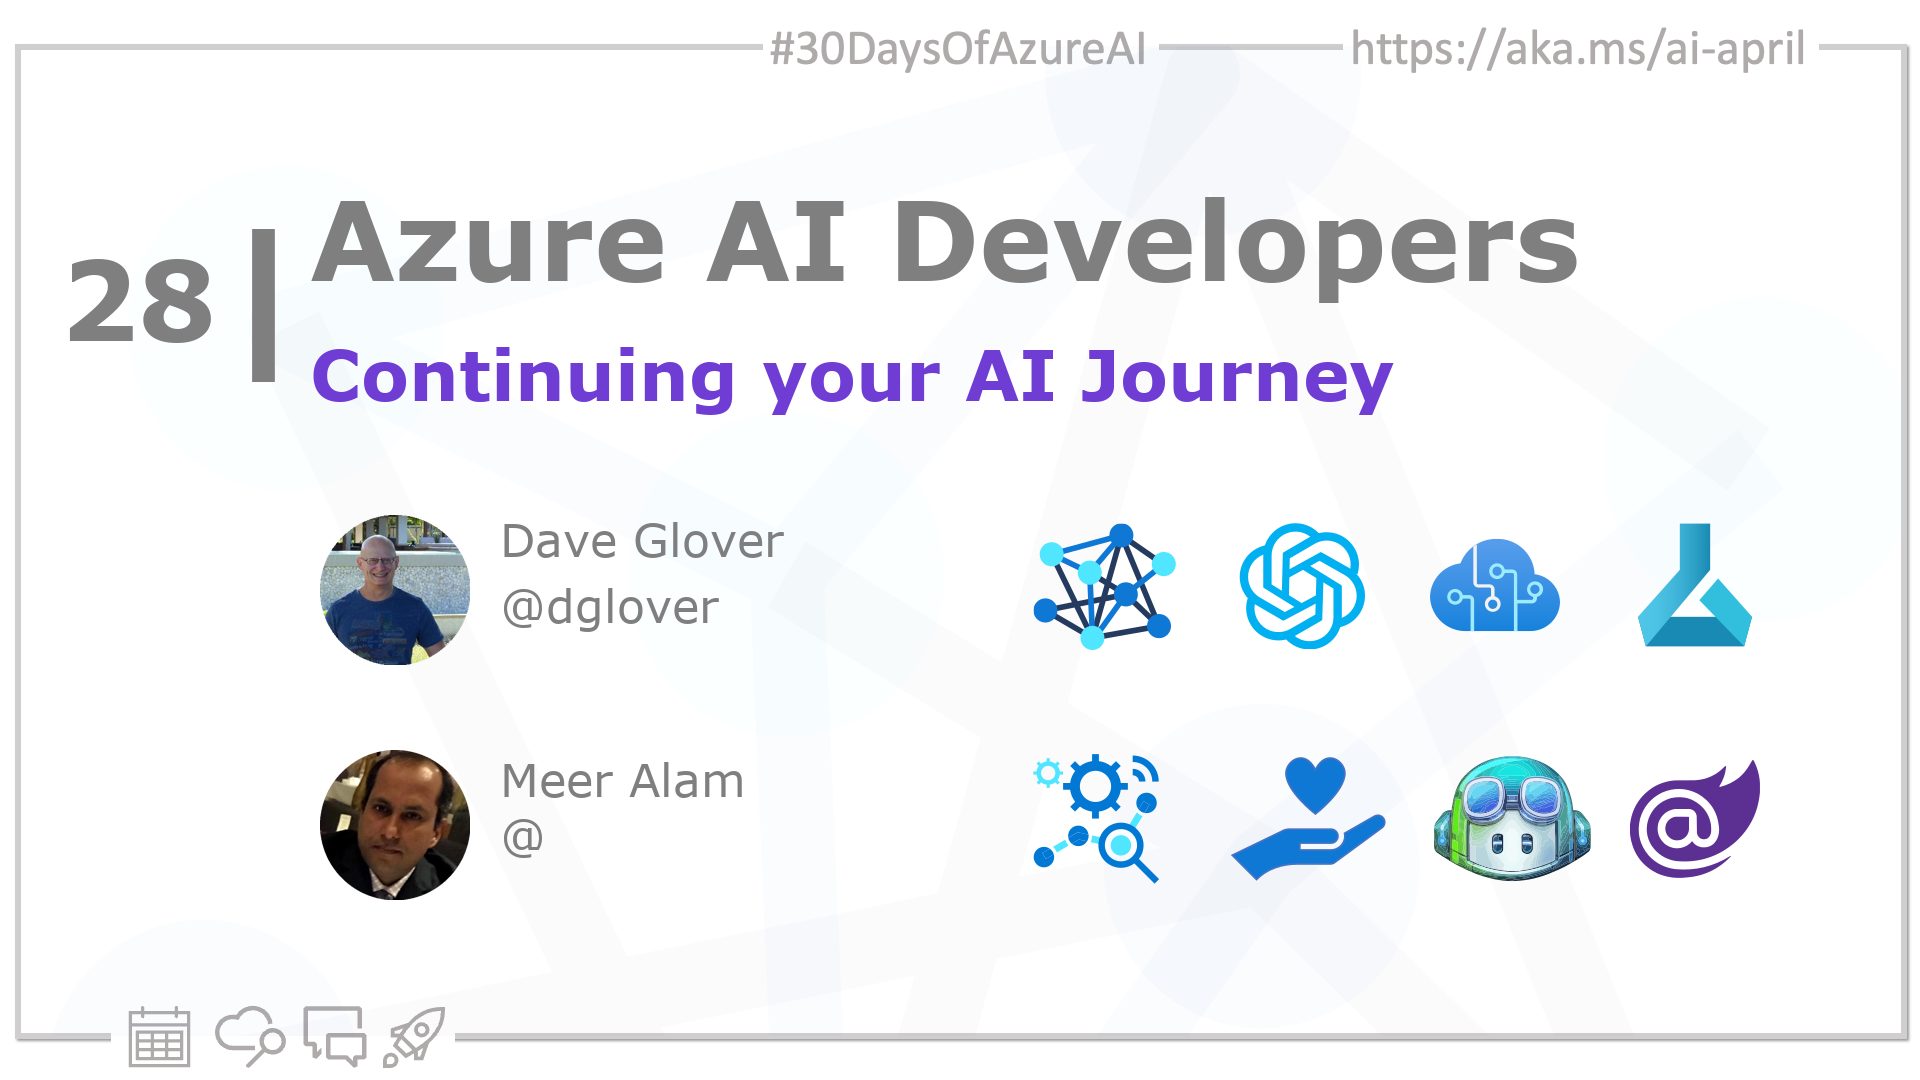 #30DaysOfAzureAI
https://aka.ms/ai-april
28
Azure AI Developers
Continuing your AI Journey
Dave Glover
@dglover
Meer Alam
@